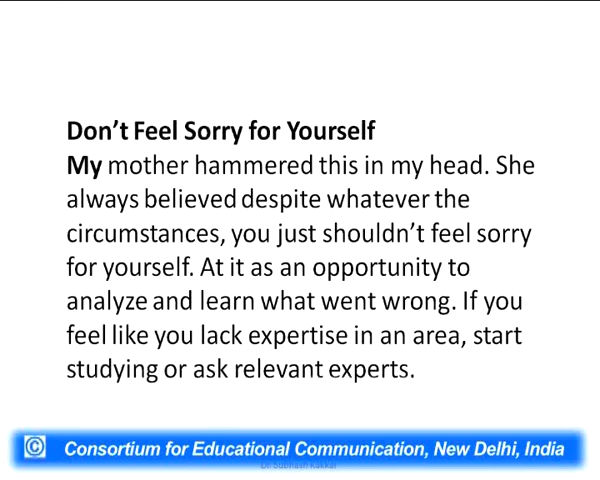 Don't Feel Sorry for Yourself
My mother hammered this in my head. She
always believed despite whatever the
circumstances, you just shouldn't feel sorry
for yourself. At it as an opportunity to
analyze and learn what went wrong. If you
feel like you lack expertise in an area, start
studying or ask relevant experts.
© Consortium for Educational Communication, New Delhi, India